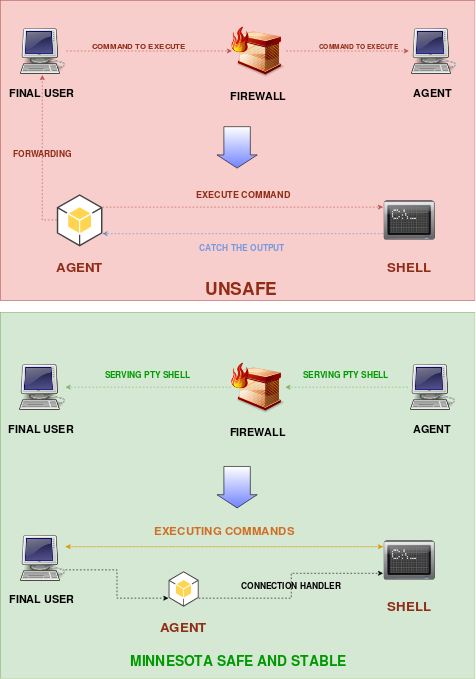 COMMAND TO EXECUTE
COMMAND TO EXECUTE
FINAL USER
FIREWALL
AGENT
FORWARDING
EXECUTE COMMAND
C:\_
CATCH THE OUTPUT
AGENT
SHELL
UNSAFE
SERVING PTY SHELL
SERVING PTY SHELL
FINAL USER
FIREWALL
AGENT
EXECUTING COMMANDS
C:\_
CONNECTION HANDLER
FINAL USER
SHELL
AGENT
MINNESOTA SAFE AND STABLE